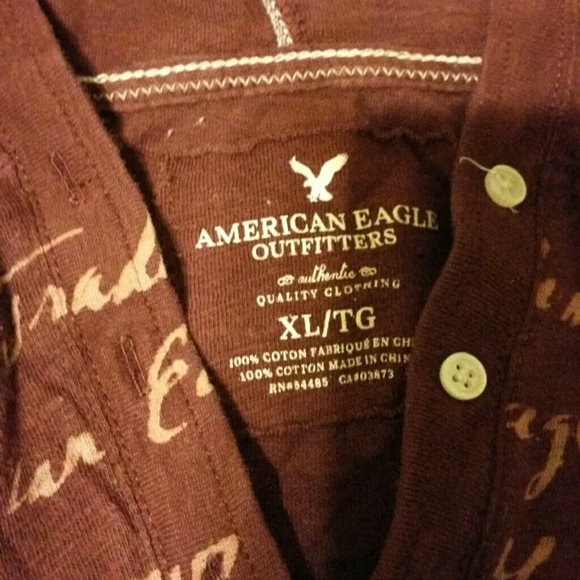 AMERICAN EAGLE
OUTFITTERS
authentic
QUALITY CLOTHING
XL/TG
100% COTON FABRIQUÉ EN CHI
100% COTTON MADE IN CHIN
RN#54485 CA#03873
Trad